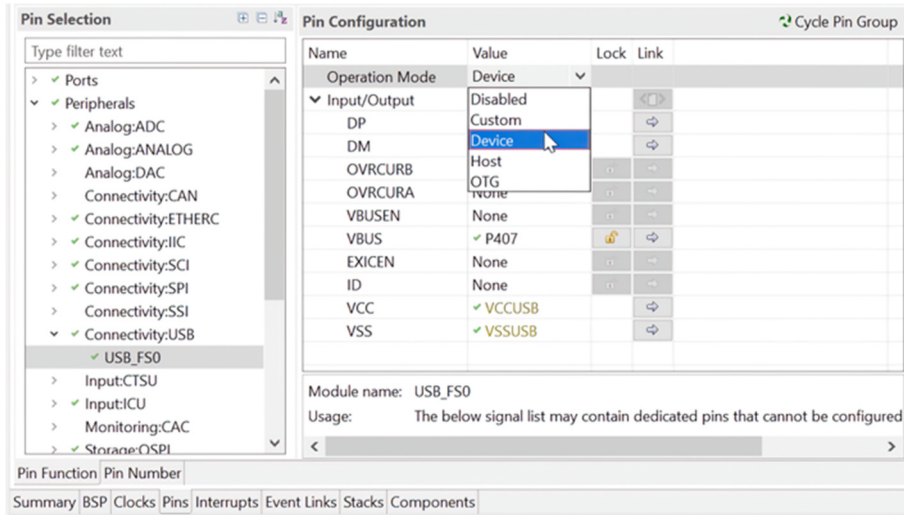 Pin Selection
Type filter text
Ports
Peripherals
Analog:ADC
Analog:ANALOG
Analog:DAC
Connectivity:CAN
Connectivity:ETHERC
Connectivity:IIC
Connectivity:SCI
Connectivity:SPI
Connectivity:SSI
Connectivity:USB
USB_FS0
Input:CTSU
Input:ICU
Monitoring:CAC
Storage:OSPI
Pin Configuration
Cycle Pin Group
Name Value Lock Link
Operation Mode Device
Input/Output Disabled
DP Custom
DM Device
OVRCURB Host
OTG
OVRCURA None
VBUSEN None
VBUS P407
EXICEN None
ID None
VCC VCCUSB
VSS VSSUSB
Module name: USB_FS0
Usage: The below signal list may contain dedicated pins that cannot be configured
Pin Function Pin Number
Summary BSP Clocks Pins Interrupts Event Links Stacks Components